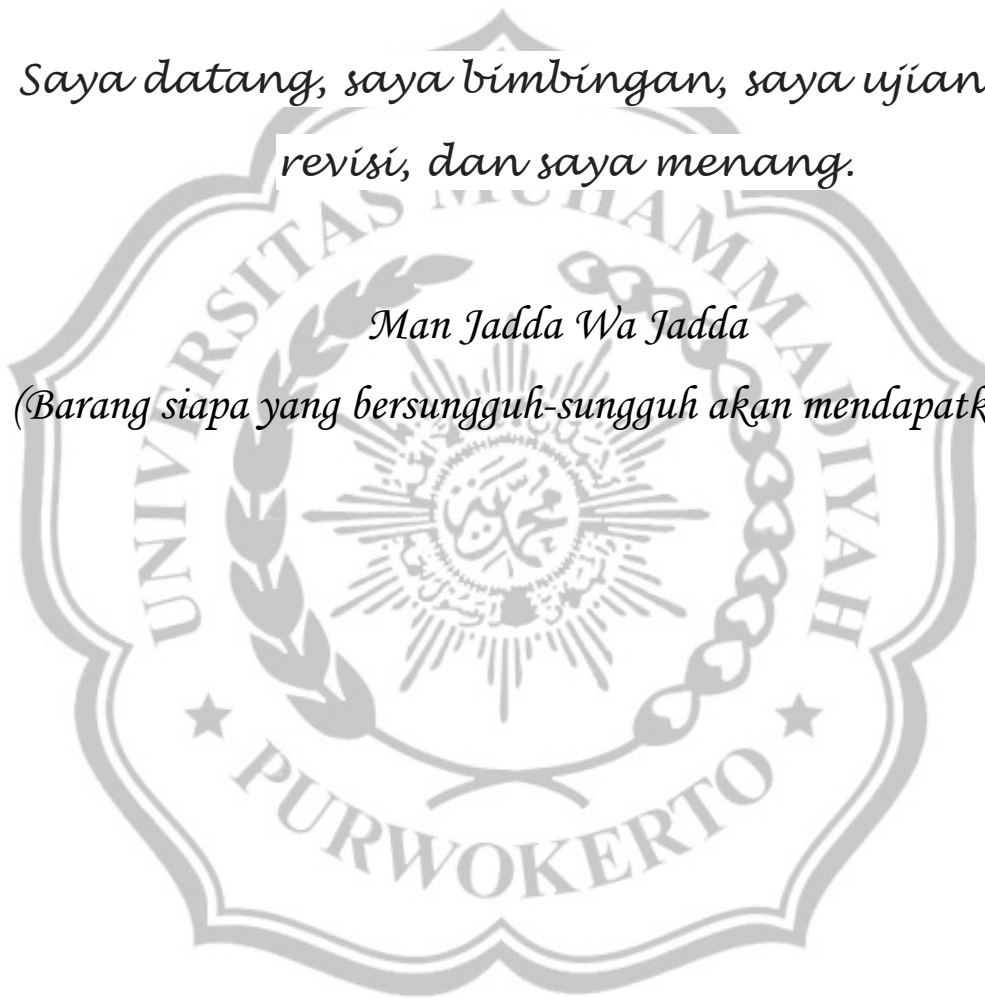 Saya datang, saya bimbingan, saya ujian
revisi, dan saya menang.
Man Jadda Wa Jadda
(Barang siapa yang bersungguh-sungguh akan mendapatk
UNIVERSITAS MUHAMMADIYAH
PURWOKERTO